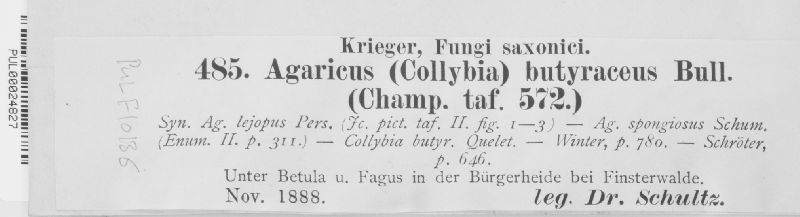 Krieger, Fungi saxonici.
485. Agaricus (Collybia) butyraceus Bull.
(Champ. taf. 572.)
Syn. Ag. lejopus Pers. (Jc. pict. taf. II. fig. 1—3) — Ag. spongiosus Schum.
(Enum. II. p. 311.) — Collybia butyr. Quelet. — Winter, p. 780. — Schröter,
p. 646.
Unter Betula u. Fagus in der Bürgerheide bei Finsterwalde.
Nov. 1888. leg. Dr. Schultz.
PUL00024827
PUL F10136